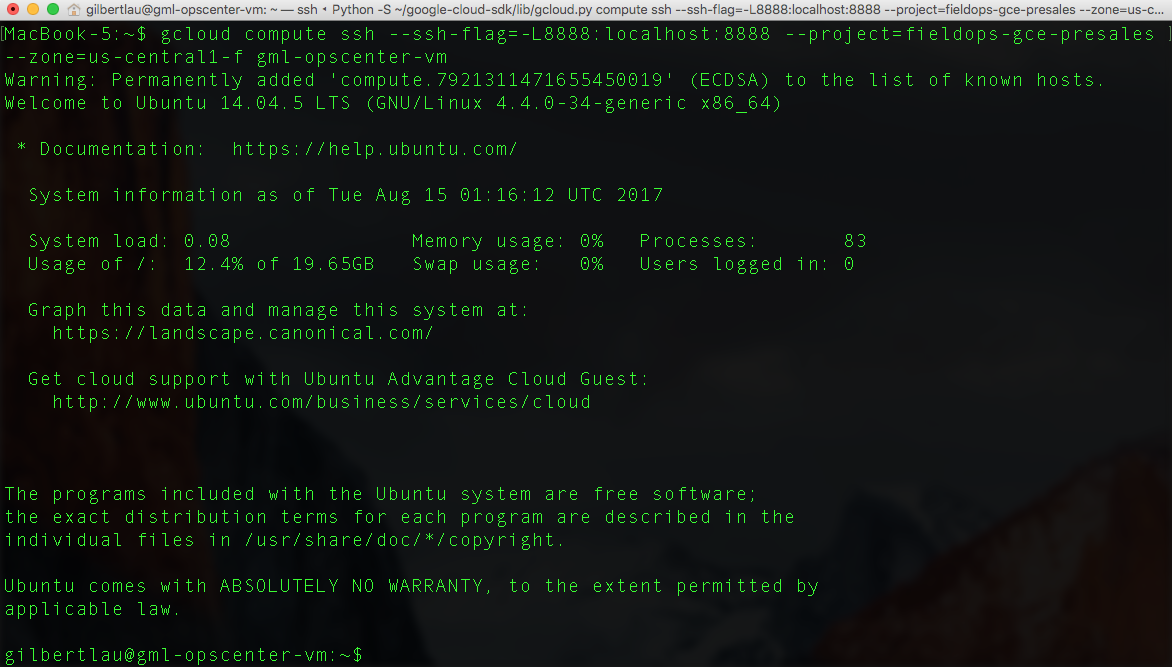 gilbertlau@gml-opscenter-vm: ~ — ssh ◂ Python -S ~/google-cloud-sdk/lib/gcloud.py compute ssh --ssh-flag=-L8888:localhost:8888 --project=fieldops-gce-presales --zone=us-c...
[MacBook-5:~$ gcloud compute ssh --ssh-flag=-L8888:localhost:8888 --project=fieldops-gce-presales ]
--zone=us-central1-f gml-opscenter-vm
Warning: Permanently added 'compute.7921311471655450019' (ECDSA) to the list of known hosts.
Welcome to Ubuntu 14.04.5 LTS (GNU/Linux 4.4.0-34-generic x86_64)
* Documentation:  https://help.ubuntu.com/
System information as of Tue Aug 15 01:16:12 UTC 2017
System load: 0.08               Memory usage: 0%   Processes:       83
Usage of /:  12.4% of 19.65GB   Swap usage:   0%   Users logged in: 0
Graph this data and manage this system at:
https://landscape.canonical.com/
Get cloud support with Ubuntu Advantage Cloud Guest:
http://www.ubuntu.com/business/services/cloud
The programs included with the Ubuntu system are free software;
the exact distribution terms for each program are described in the
individual files in /usr/share/doc/*/copyright.
Ubuntu comes with ABSOLUTELY NO WARRANTY, to the extent permitted by
applicable law.
gilbertlau@gml-opscenter-vm:~$